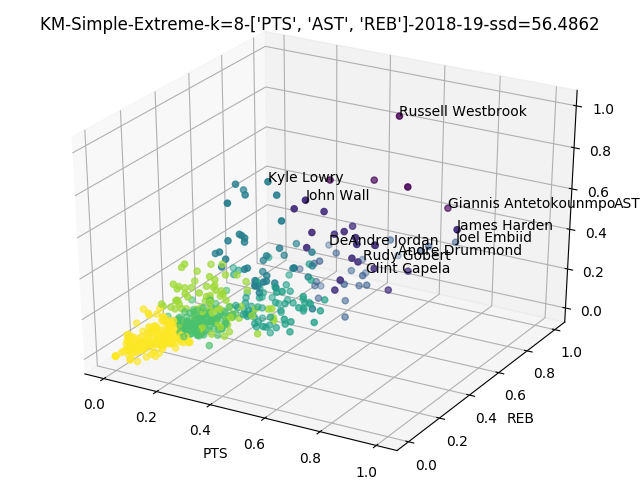 KM-Simple-Extreme-k=8-['PTS', 'AST', 'REB']-2018-19-ssd=56.4862
Russell Westbrook
Kyle Lowry
John Wall
Giannis Antetokounmpo
James Harden
Joel Embid
DeAndre Jordan
Andre Drummond
Rudy Gobert
Clint Capela
AST
1.0
0.8
0.6
0.4
0.2
0.0
REB
1.0
0.8
0.6
0.4
0.2
0.0
PTS
0.0
0.2
0.4
0.6
0.8
1.0